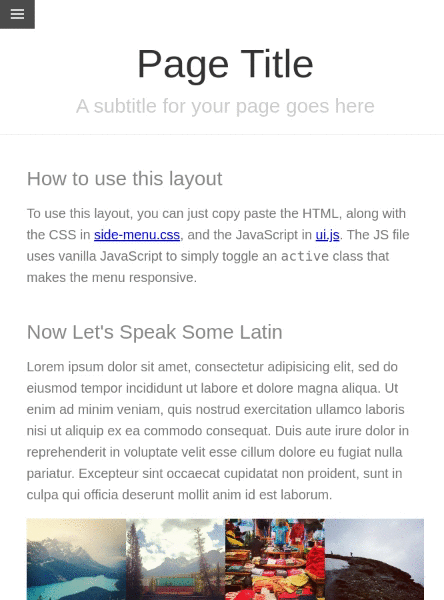 Page Title
A subtitle for your page goes here
How to use this layout
To use this layout, you can just copy paste the HTML, along with
the CSS in side-menu.css, and the JavaScript in ui.js. The JS file
uses vanilla JavaScript to simply toggle an active class that
makes the menu responsive.
Now Let's Speak Some Latin
Lorem ipsum dolor sit amet, consectetur adipisicing elit, sed do
eiusmod tempor incididunt ut labore et dolore magna aliqua. Ut
enim ad minim veniam, quis nostrud exercitation ullamco laboris
nisi ut aliquip ex ea commodo consequat. Duis aute irure dolor in
reprehenderit in voluptate velit esse cillum dolore eu fugiat nulla
pariatur. Excepteur sint occaecat cupidatat non proident, sunt in
culpa qui officia deserunt mollit anim id est laborum.